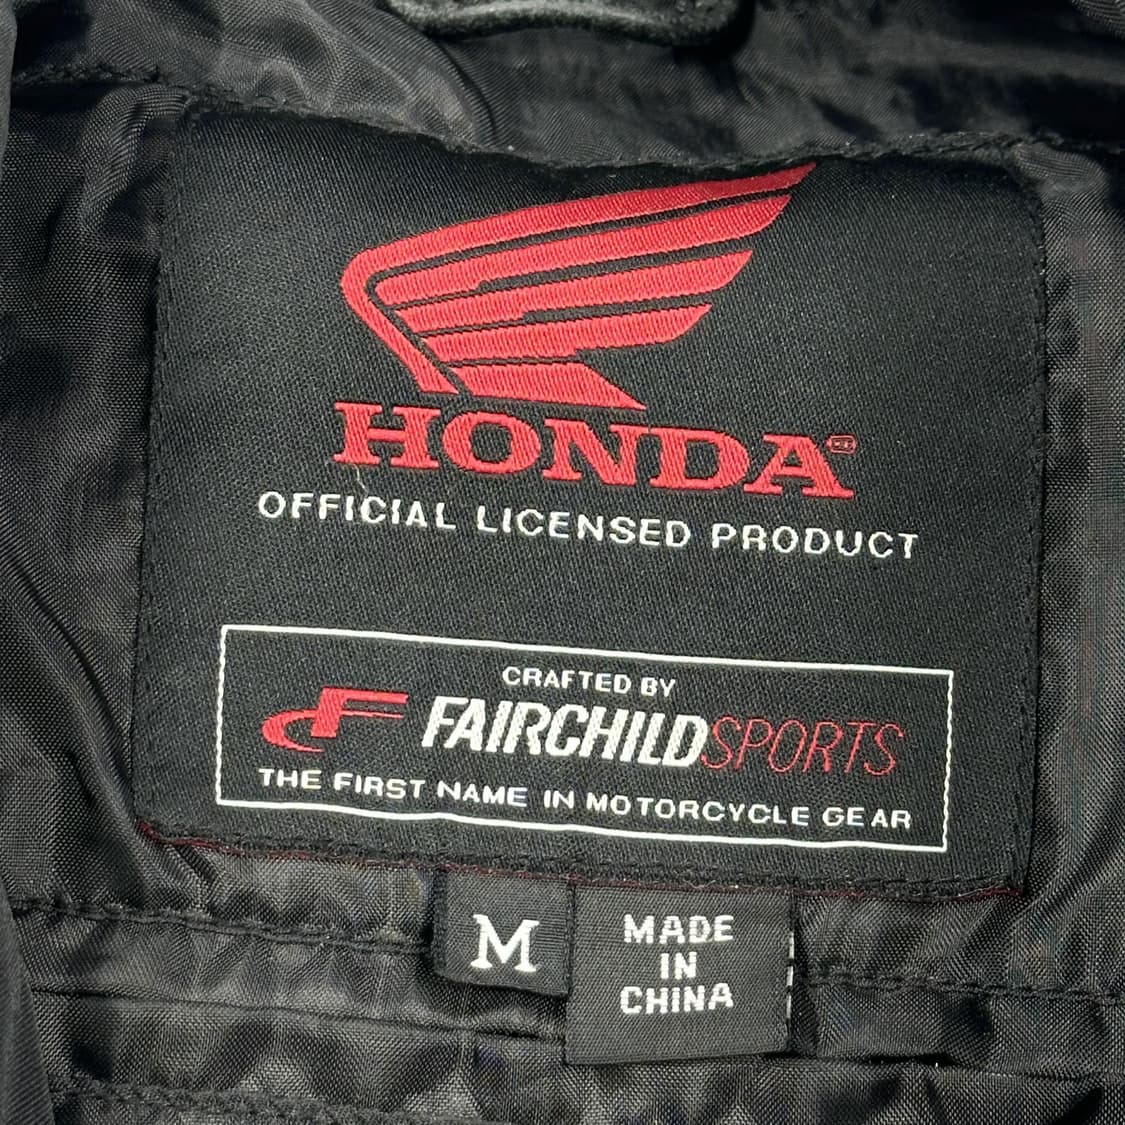 HONDA
OFFICIAL LICENSED PRODUCT
CRAFTED BY
FAIRCHILDSPORTS
THE FIRST NAME IN MOTORCYCLE GEAR
M
MADE
IN
CHINA